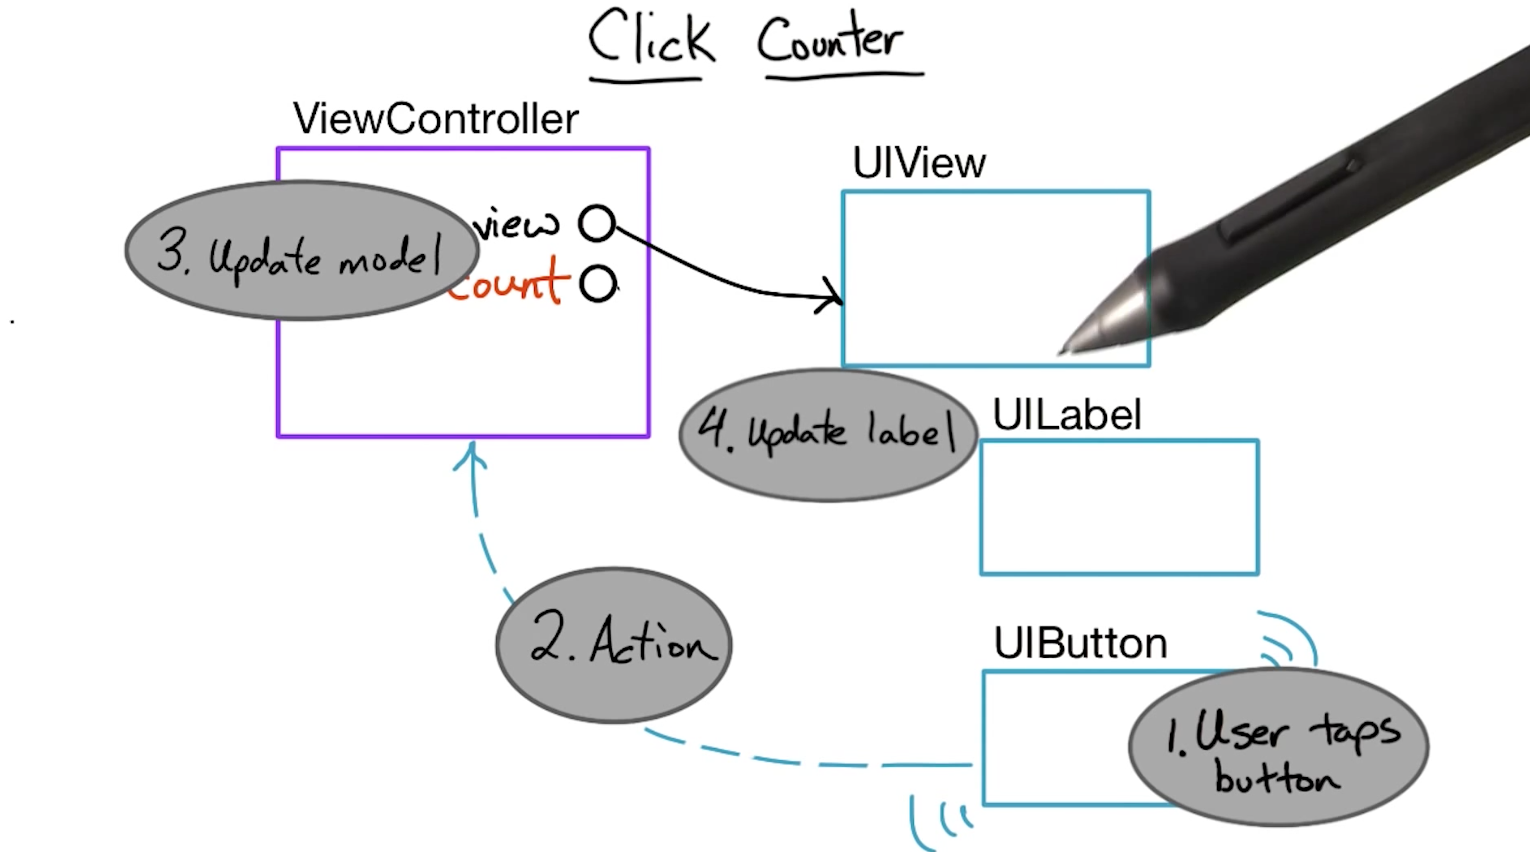 Click Counter
ViewController
UIView
view
count
3. Update model
4. Update label
UILabel
2. Action
UIButton
1. User taps
button